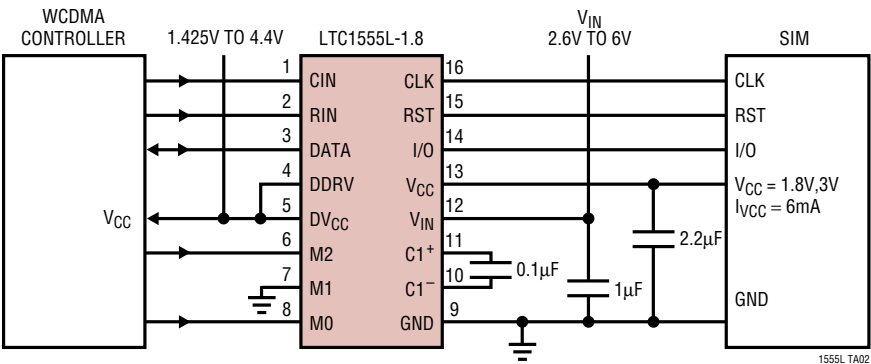 WCDMA
CONTROLLER
1.425V TO 4.4V
LTC1555L-1.8
VIN
2.6V TO 6V
SIM
1
CIN
CLK
16
CLK
2
RIN
RST
15
RST
3
DATA
I/O
14
I/O
4
DDRV
VCC
13
VCC = 1.8V,3V
IVCC = 6mA
VCC
5
DVCC
VIN
12
6
M2
C1+
11
2.2µF
0.1µF
7
M1
C1–
10
1µF
8
M0
GND
9
GND
1555L TA02